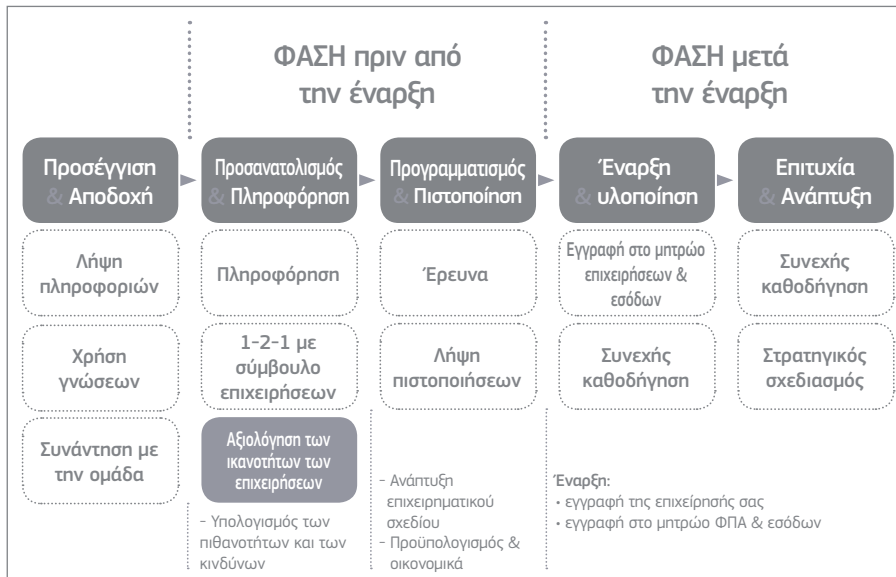 ΦΑΣΗ πριν από
την έναρξη
ΦΑΣΗ μετά
την έναρξη
Προσέγγιση
& Αποδοχή
Προσανατολισμός
& Πληροφόρηση
Προγραμματισμός
& Πιστοποίηση
Έναρξη
& υλοποίηση
Επιτυχία
& Ανάπτυξη
Λήψη
πληροφοριών
Πληροφόρηση
Έρευνα
Εγγραφή στο μητρώο
επιχειρήσεων &
εσόδων
Συνεχής
καθοδήγηση
Χρήση
γνώσεων
1-2-1 με
σύμβουλο
επιχειρήσεων
Λήψη
πιστοποιήσεων
Συνεχής
καθοδήγηση
Στρατηγικός
σχεδιασμός
Συνάντηση με
την ομάδα
Αξιολόγηση των
ικανοτήτων των
επιχειρήσεων
- Υπολογισμός των
πιθανοτήτων και των
κινδύνων
- Ανάπτυξη
επιχειρηματικού
σχεδίου
- Προϋπολογισμός &
οικονομικά
Έναρξη:
• εγγραφή της επιχείρησής σας
• εγγραφή στο μητρώο ΦΠΑ & εσόδων